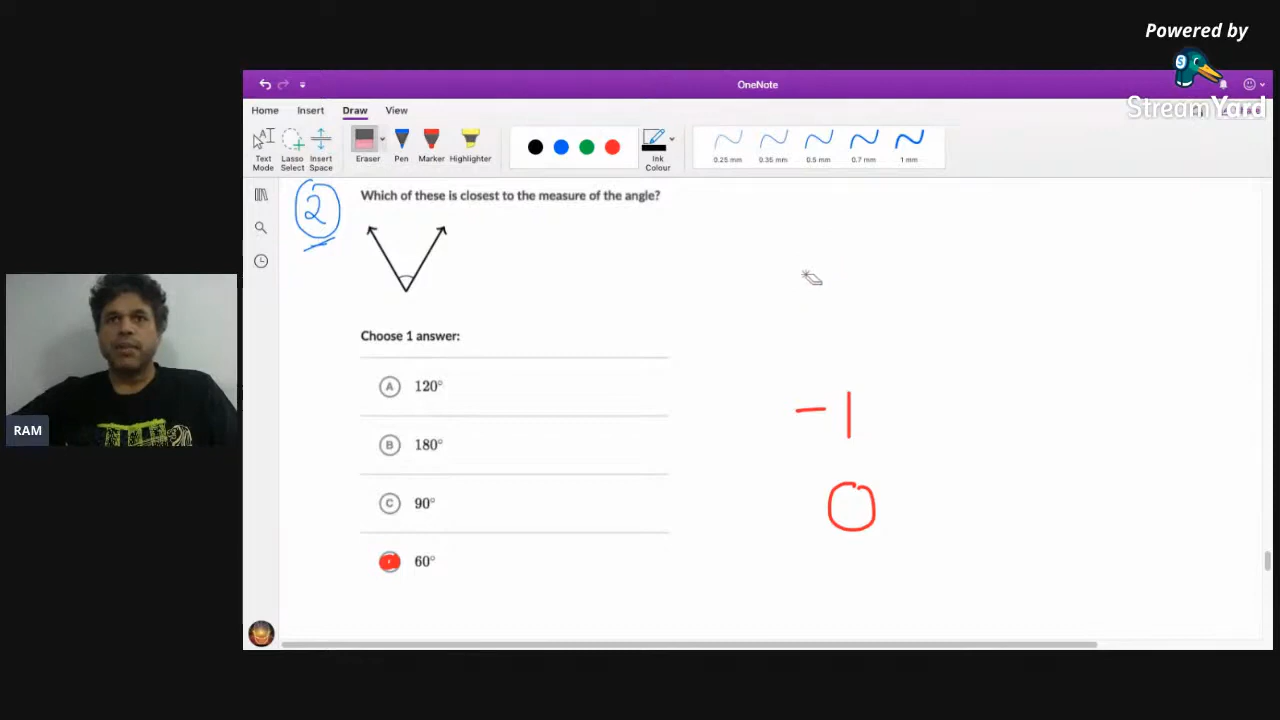 Powered by
StreamYard
OneNote
Home Insert Draw View
Text Mode
Lasso Select
Insert Space
Eraser
Pen
Marker
Highlighter
Ink Colour
0.25 mm
0.35 mm
0.5 mm
0.7 mm
1 mm
2 Which of these is closest to the measure of the angle?
Choose 1 answer:
A 120°
B 180°
C 90°
60°
- 1
0
RAM